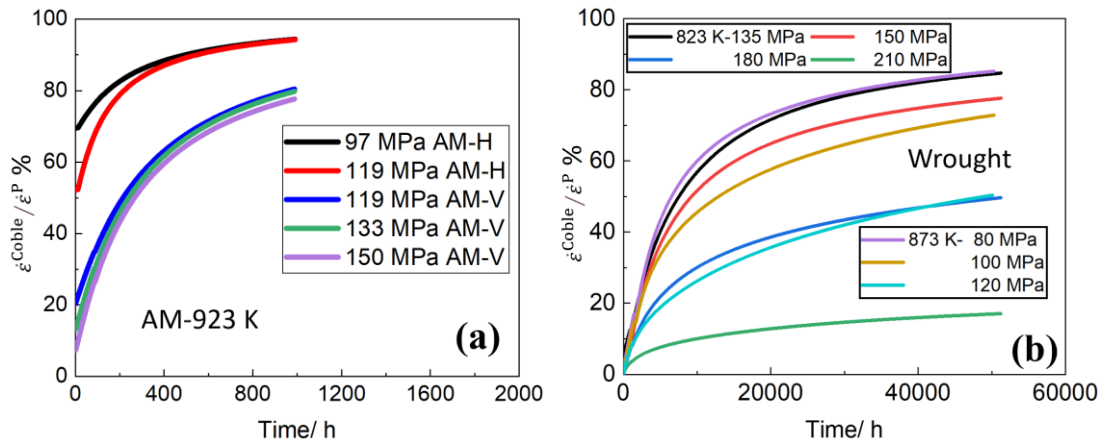 100
80
60
40
20
0
ε̇ᶜᵒᵇˡᵉ/ε̇ᴾ %
97 MPa AM-H
119 MPa AM-H
119 MPa AM-V
133 MPa AM-V
150 MPa AM-V
AM-923 K
(a)
0 400 800 1200 1600 2000
Time/ h
100
80
60
40
20
0
ε̇ᶜᵒᵇˡᵉ/ε̇ᴾ %
823 K-135 MPa 150 MPa
180 MPa 210 MPa
Wrought
873 K- 80 MPa
100 MPa
120 MPa
(b)
0 20000 40000 60000
Time/ h